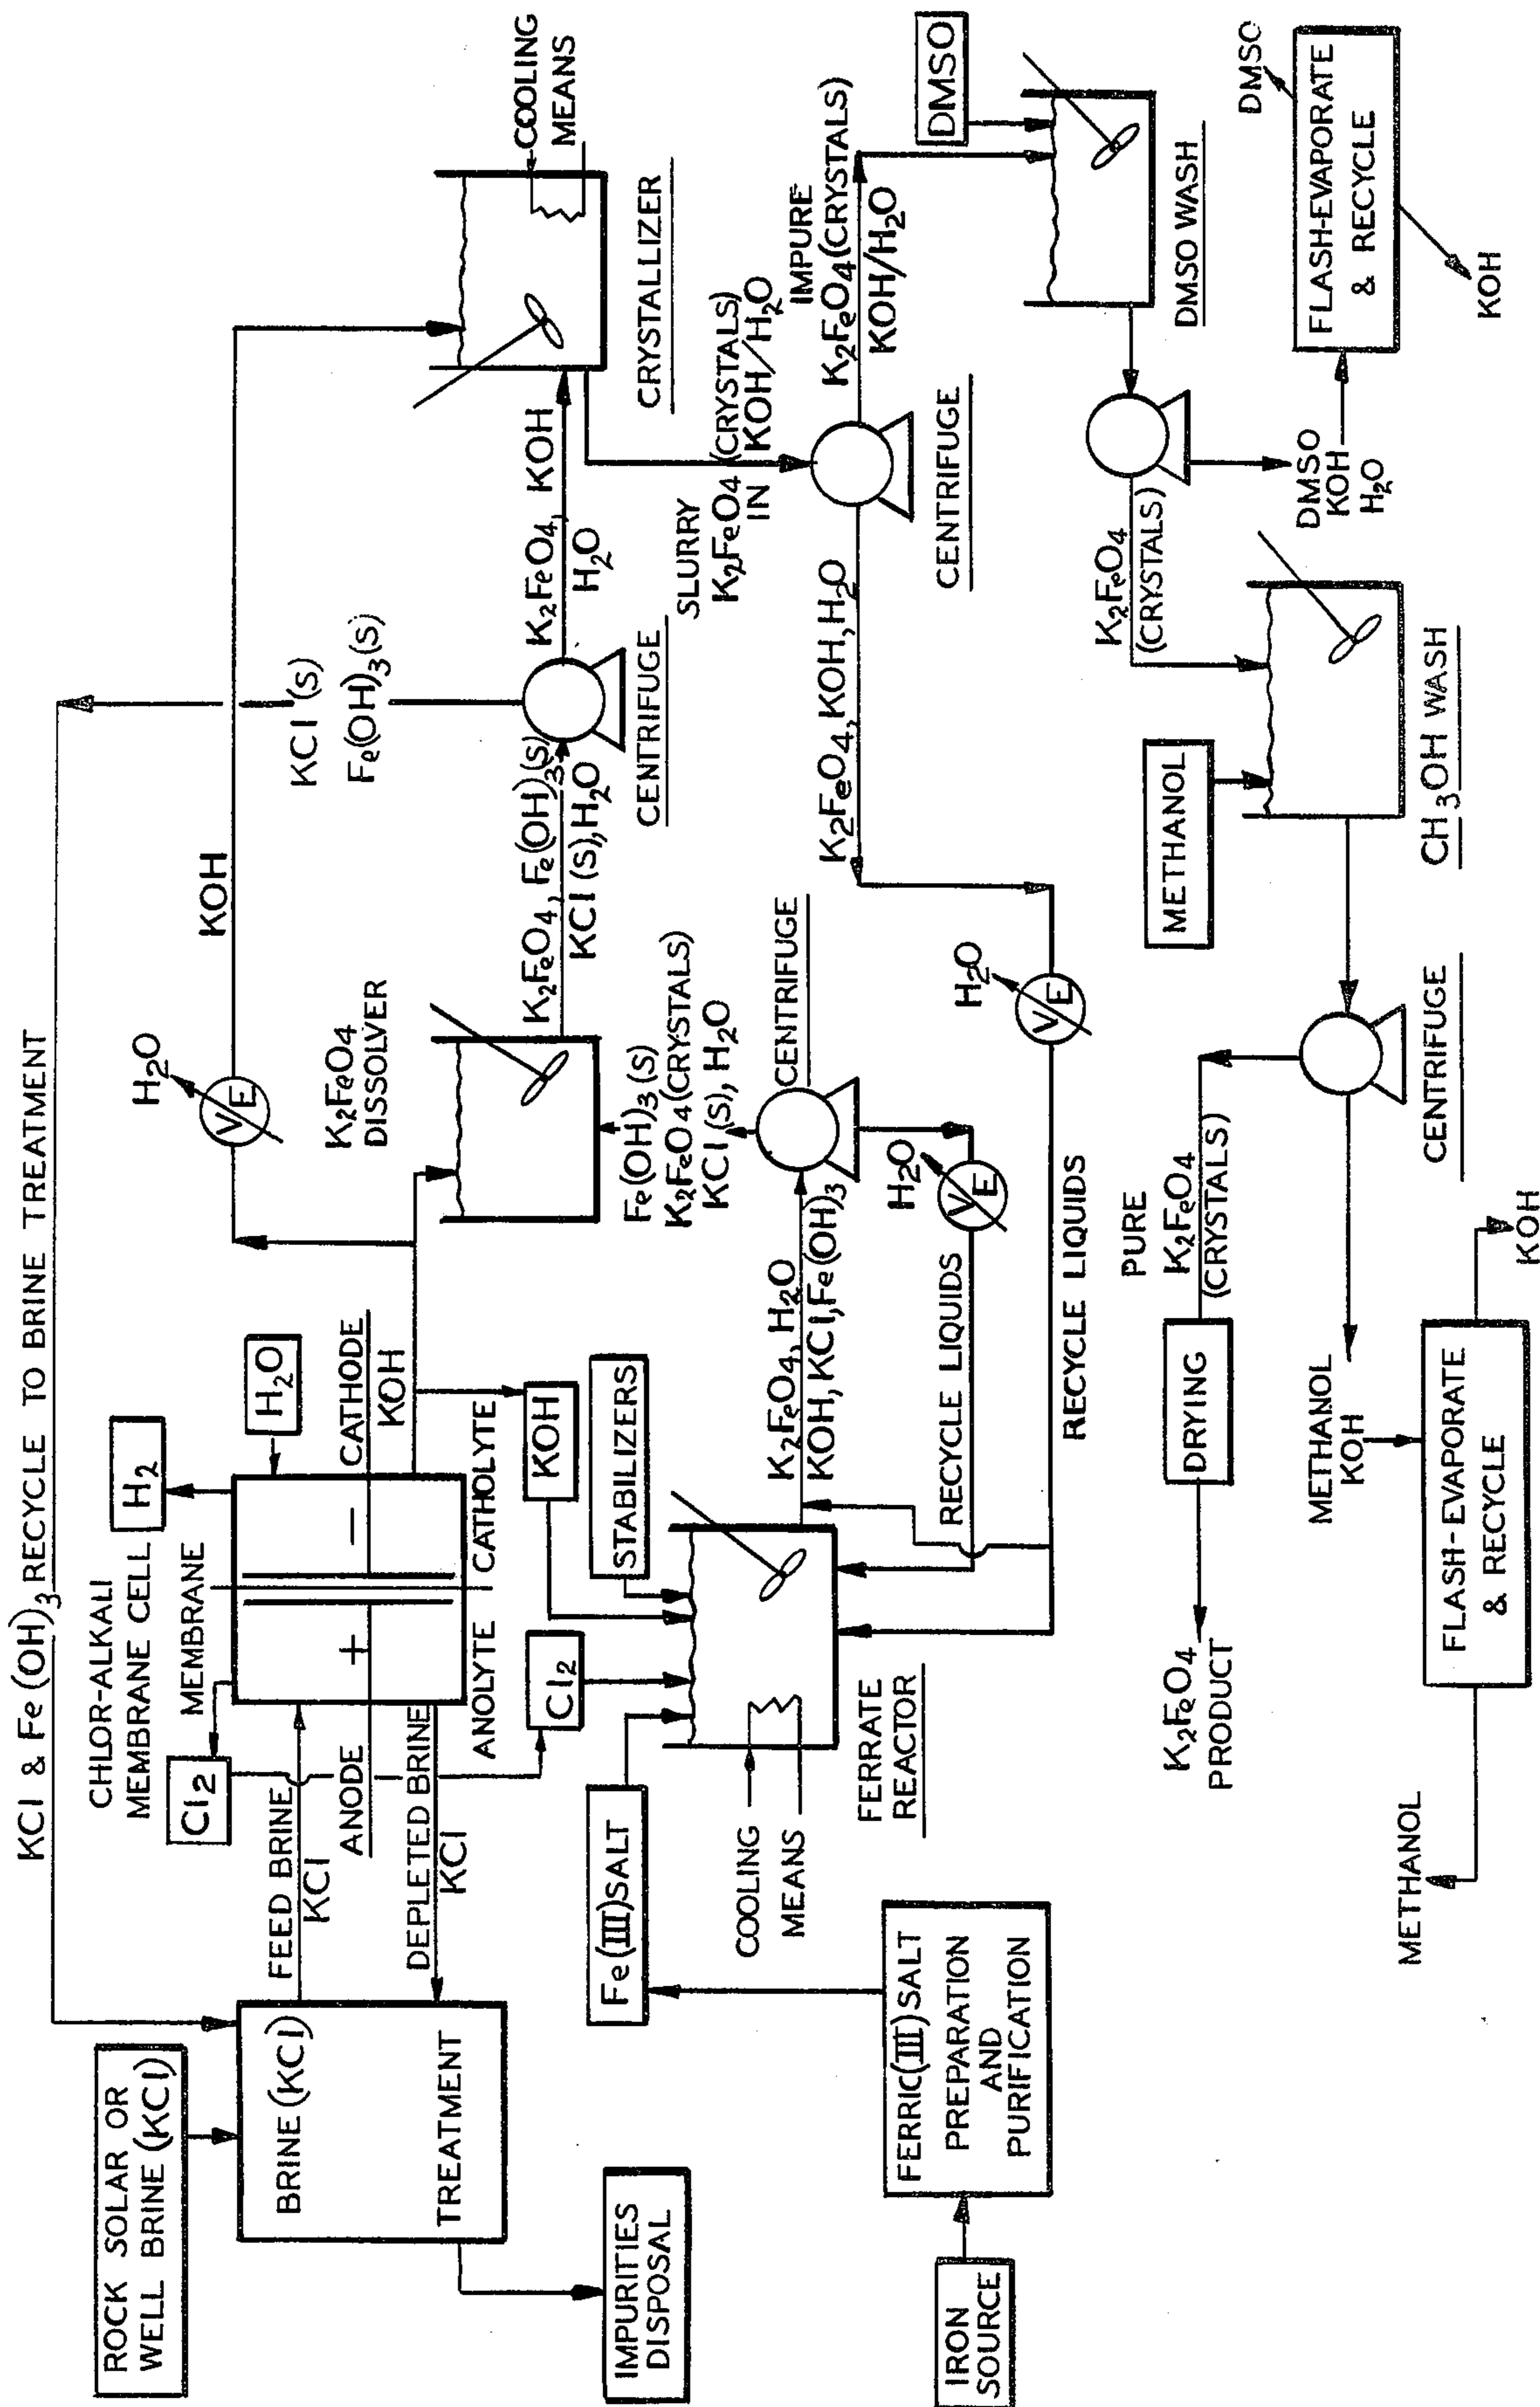 KCl & Fe(OH)3 RECYCLE TO BRINE TREATMENT
ROCK SOLAR OR
WELL BRINE (KCl)
BRINE (KCl)
TREATMENT
IMPURITIES
DISPOSAL
FEED BRINE
KCl
DEPLETED BRINE
KCl
CHLOR-ALKALI
MEMBRANE CELL
MEMBRANE
Cl2
H2
H2O
ANODE
+
−
CATHODE
ANOLYTE
CATHOLYTE
KOH
H2O
VE
KOH
KCl (S)
Fe(OH)3(S)
K2FeO4
DISSOLVER
K2FeO4, Fe(OH)3(S)
KCl (S), H2O
CENTRIFUGE
K2FeO4, KOH
H2O
COOLING
MEANS
CRYSTALLIZER
IRON
SOURCE
FERRIC(III) SALT
PREPARATION
AND
PURIFICATION
Fe(III) SALT
Cl2
KOH
STABILIZERS
COOLING
MEANS
FERRATE
REACTOR
K2FeO4, H2O
KOH, KCl, Fe(OH)3
RECYCLE LIQUIDS
RECYCLE LIQUIDS
CENTRIFUGE
Fe(OH)3(S)
K2FeO4(CRYSTALS)
KCl (S), H2O
H2O
VE
H2O
VE
K2FeO4, KOH, H2O
SLURRY
K2FeO4 (CRYSTALS)
IN KOH/H2O
CENTRIFUGE
IMPURE
K2FeO4(CRYSTALS)
KOH/H2O
DMSO
DMSO WASH
DMSO
KOH
H2O
FLASH-EVAPORATE
& RECYCLE
DMSO
KOH
K2FeO4
(CRYSTALS)
METHANOL
CH3OH WASH
CENTRIFUGE
PURE
K2FeO4
(CRYSTALS)
DRYING
K2FeO4
PRODUCT
METHANOL
KOH
FLASH-EVAPORATE
& RECYCLE
METHANOL
KOH